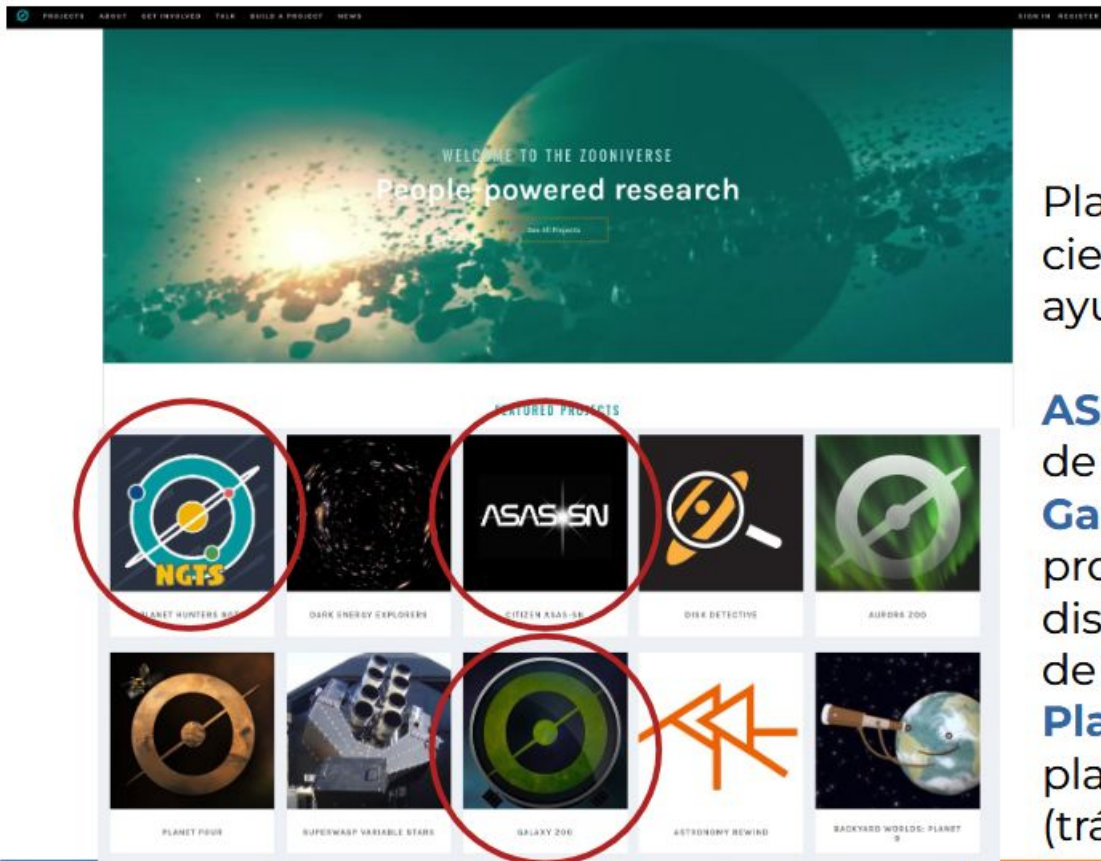 PROJECTS ABOUT GET INVOLVED TALK BUILD A PROJECT NEWS
SIGN IN REGISTER
WELCOME TO THE ZOONIVERSE
People-powered research
See All Projects
FEATURED PROJECTS
NGTS
ASAS-SN
PLANET HUNTERS NGTS
DARK ENERGY EXPLORERS
CITIZEN ASAS-SN
DISK DETECTIVE
AURORA ZOO
PLANET FOUR
SUPERWASP VARIABLE STARS
GALAXY ZOO
ASTRONOMY REWIND
BACKYARD WORLDS: PLANET
9
Pla
cie
ayu
AS
de
Ga
pro
dis
de
Pla
pla
(trá